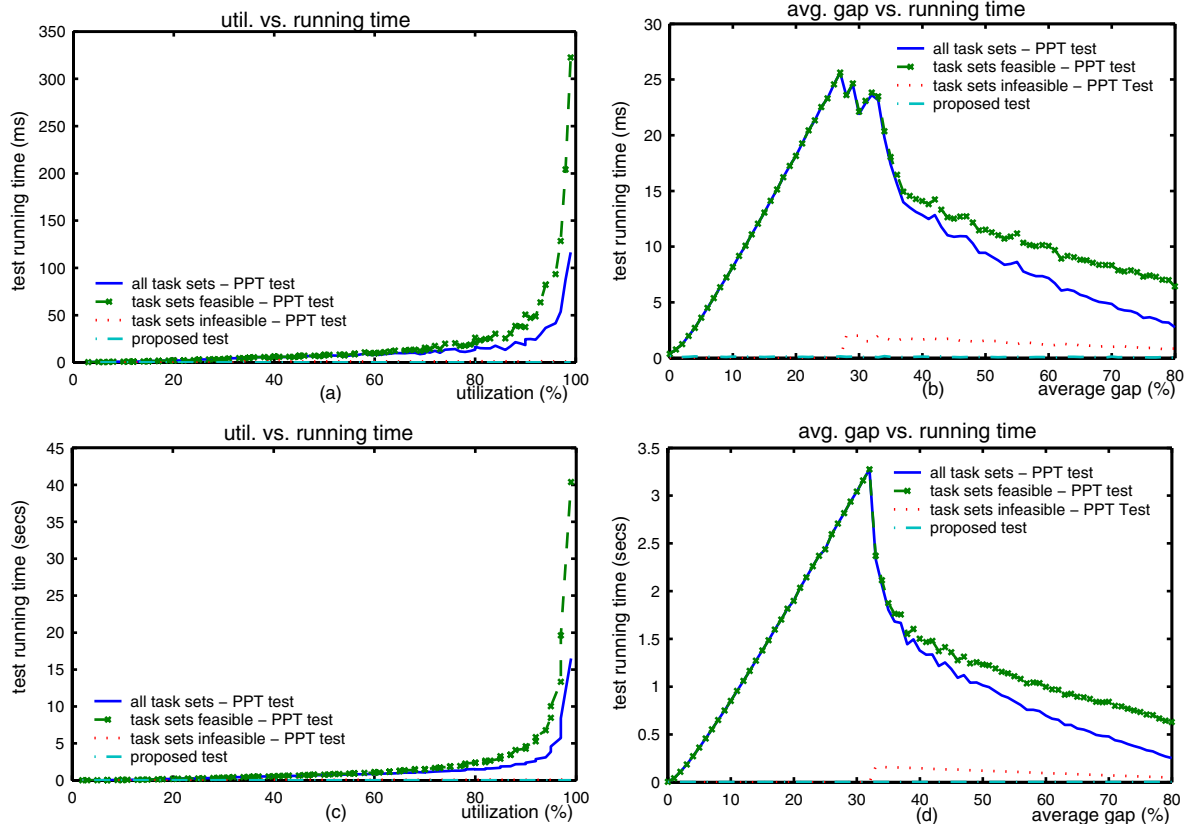 util. vs. running time
350
300
250
200
150
100
50
0
test running time (ms)
all task sets – PPT test
task sets feasible – PPT test
task sets infeasible – PPT test
proposed test
0 20 40 60 80 100
(a) utilization (%)
avg. gap vs. running time
30
25
20
15
10
5
0
test running time (ms)
all task sets – PPT test
task sets feasible – PPT test
task sets infeasible – PPT Test
proposed test
0 10 20 30 40 50 60 70 80
(b) average gap (%)
util. vs. running time
45
40
35
30
25
20
15
10
5
0
test running time (secs)
all task sets – PPT test
task sets feasible – PPT test
task sets infeasible – PPT test
proposed test
0 20 40 60 80 100
(c) utilization (%)
avg. gap vs. running time
3.5
3
2.5
2
1.5
1
0.5
0
test running time (secs)
all task sets – PPT test
task sets feasible – PPT test
task sets infeasible – PPT Test
proposed test
0 10 20 30 40 50 60 70 80
(d) average gap (%)